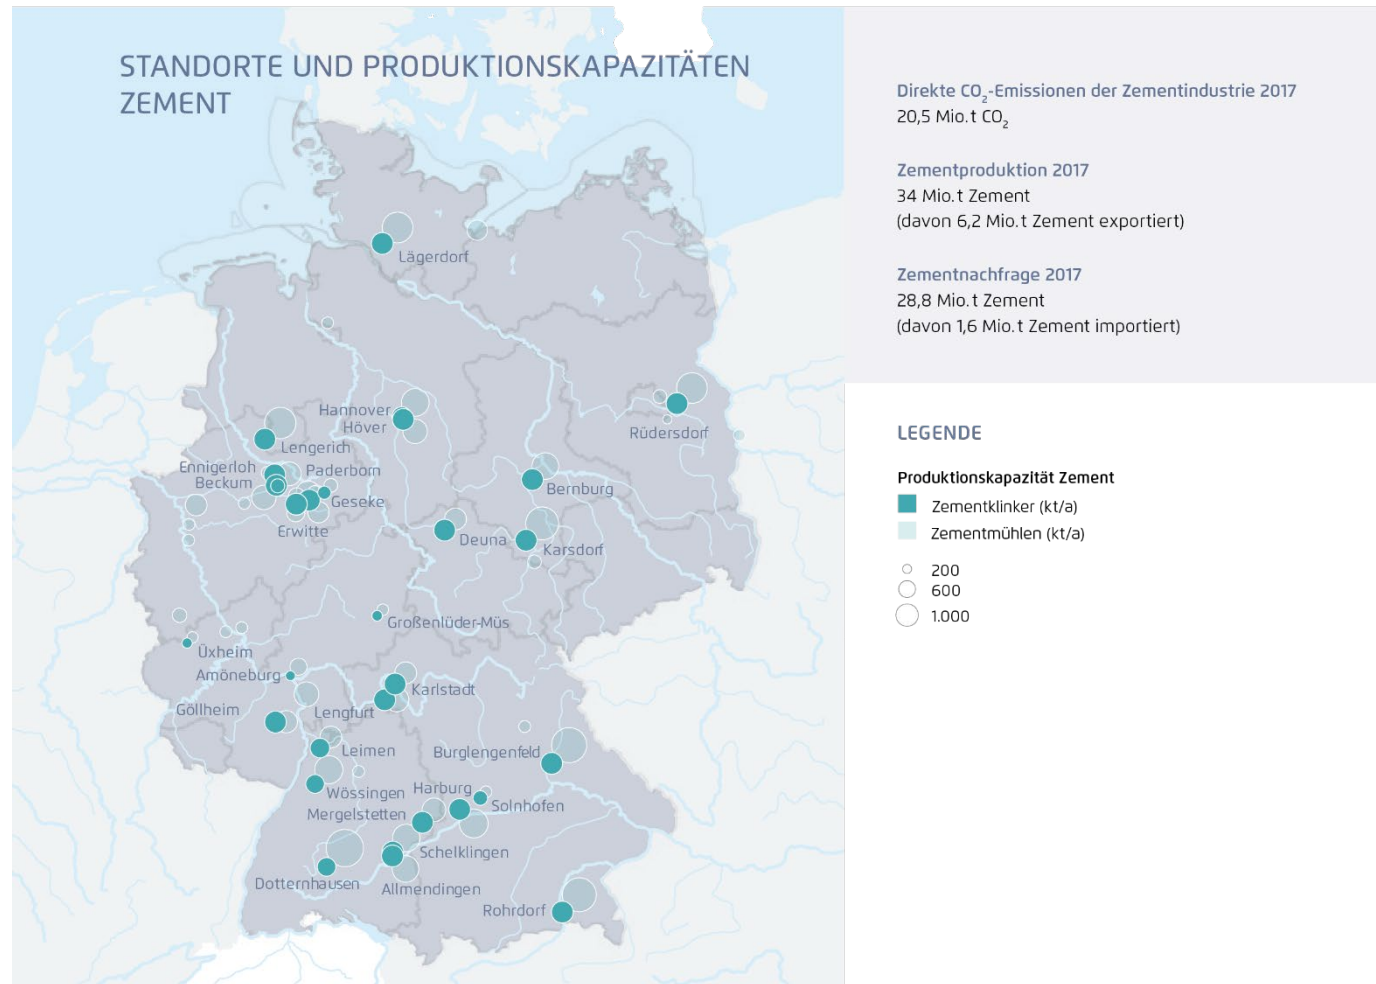 STANDORTE UND PRODUKTIONSKAPAZITÄTEN
ZEMENT
Lägerdorf
Hannover
Höver
Rüdersdorf
Lengerich
Ennigerloh
Paderborn
Beckum
Geseke
Bernburg
Erwitte
Deuna
Karsdorf
Großenlüder-Müs
Üxheim
Amöneburg
Karlstadt
Göllheim
Lengfurt
Leimen
Burglengenfeld
Wössingen
Harburg
Solnhofen
Mergelstetten
Schelklingen
Dotternhausen
Allmendingen
Rohrdorf
Direkte CO₂-Emissionen der Zementindustrie 2017
20,5 Mio. t CO₂
Zementproduktion 2017
34 Mio. t Zement
(davon 6,2 Mio. t Zement exportiert)
Zementnachfrage 2017
28,8 Mio. t Zement
(davon 1,6 Mio. t Zement importiert)
LEGENDE
Produktionskapazität Zement
Zementklinker (kt/a)
Zementmühlen (kt/a)
200
600
1.000